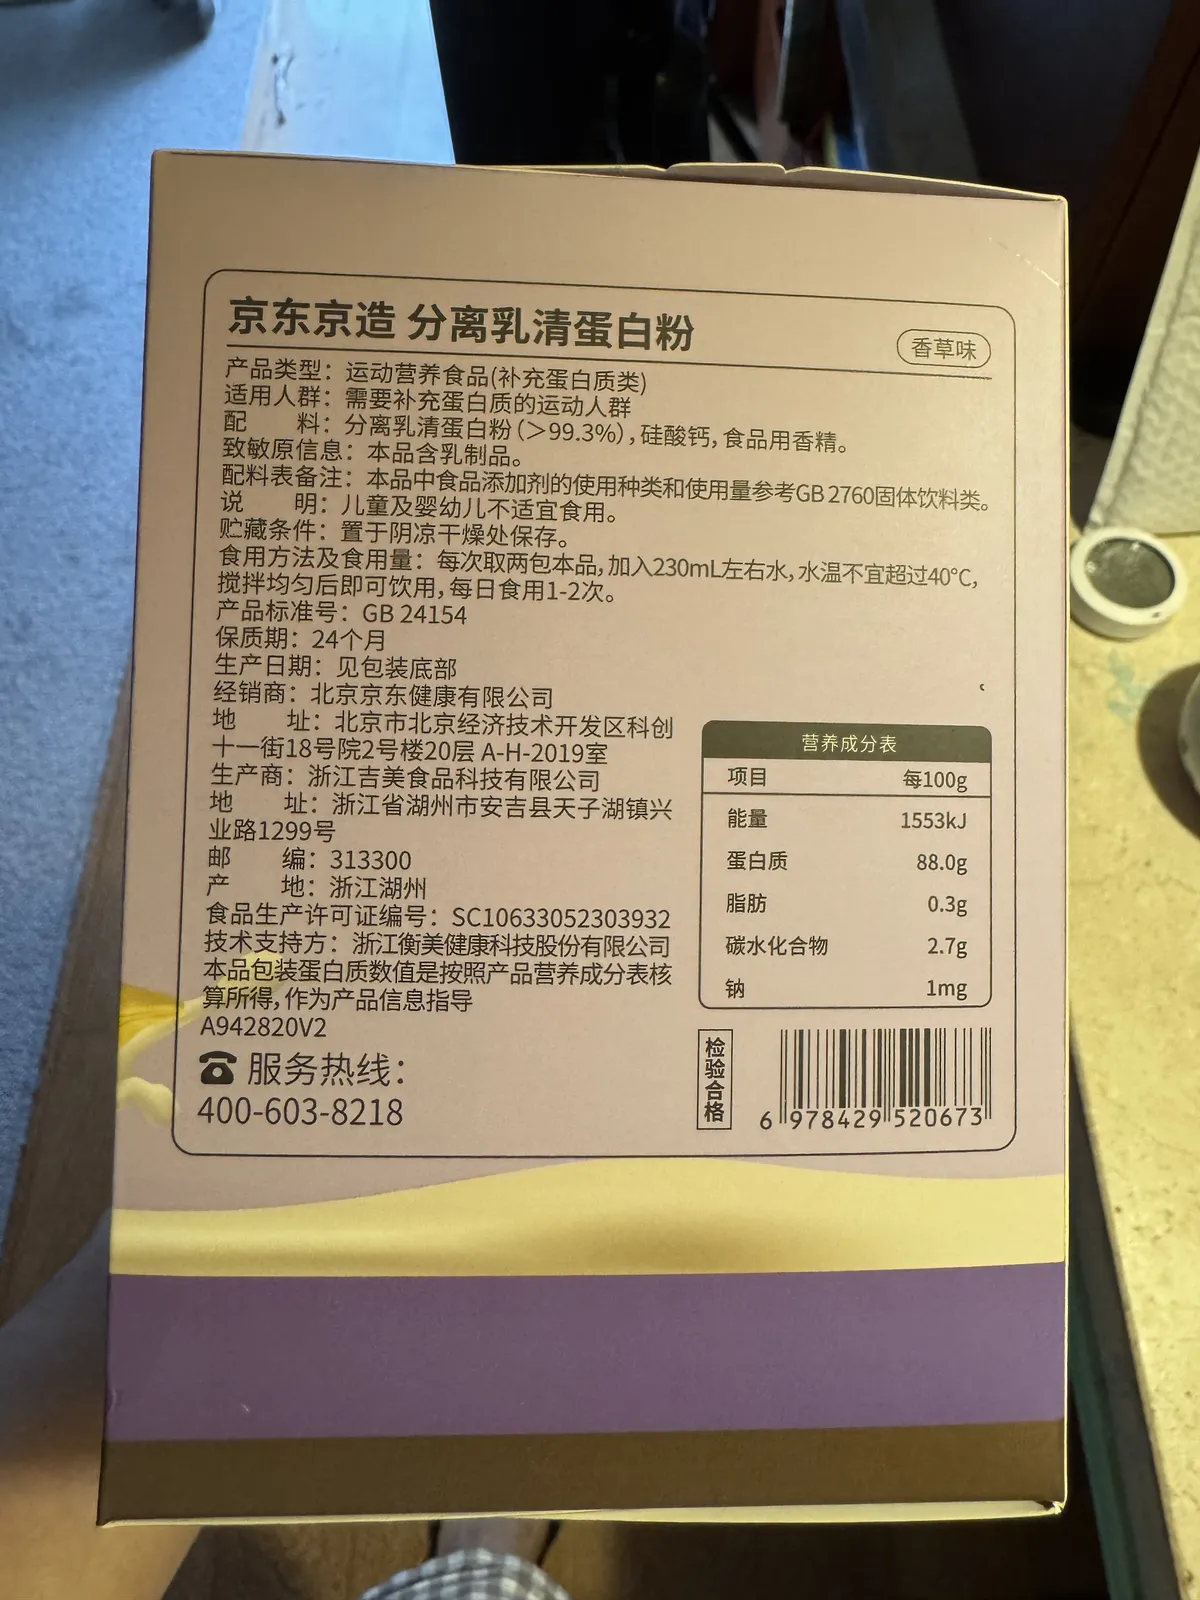 京东京造 分离乳清蛋白粉
香草味
产品类型：运动营养食品(补充蛋白质类)
适用人群：需要补充蛋白质的运动人群
配　　料：分离乳清蛋白粉（＞99.3%），硅酸钙，食品用香精。
致敏原信息：本品含乳制品。
配料表备注：本品中食品添加剂的使用种类和使用量参考GB 2760固体饮料类。
说　　明：儿童及婴幼儿不适宜食用。
贮藏条件：置于阴凉干燥处保存。
食用方法及食用量：每次取两包本品，加入230mL左右水，水温不宜超过40°C，
搅拌均匀后即可饮用，每日食用1-2次。
产品标准号：GB 24154
保质期：24个月
生产日期：见包装底部
经销商：北京京东健康有限公司
地　　址：北京市北京经济技术开发区科创
十一街18号院2号楼20层 A-H-2019室
生产商：浙江吉美食品科技有限公司
地　　址：浙江省湖州市安吉县天子湖镇兴
业路1299号
邮　　编：313300
产　　地：浙江湖州
食品生产许可证编号：SC10633052303932
技术支持方：浙江衡美健康科技股份有限公司
本品包装蛋白质数值是按照产品营养成分表核
算所得，作为产品信息指导
A942820V2
服务热线：
400-603-8218
营养成分表
项目 每100g
能量 1553kJ
蛋白质 88.0g
脂肪 0.3g
碳水化合物 2.7g
钠 1mg
检验合格
6 978429 520673